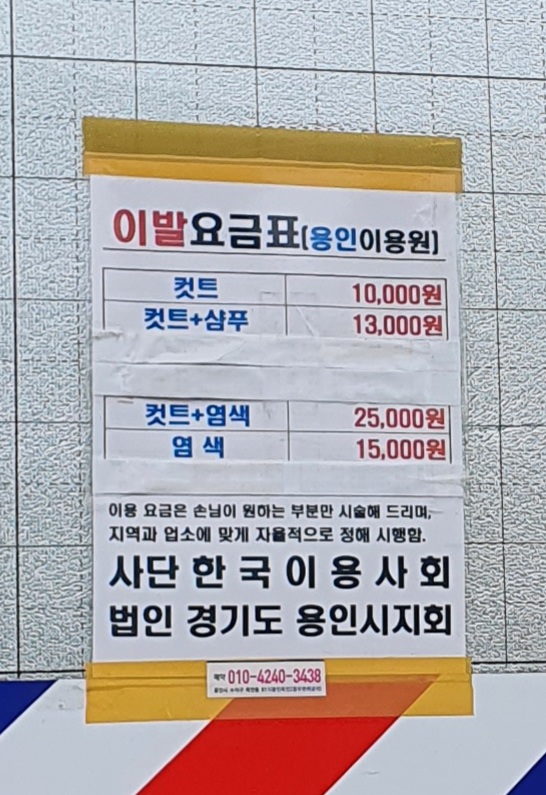 이발요금표(용인이용원)
컷트 10,000원
컷트+샴푸 13,000원
컷트+염색 25,000원
염 색 15,000원
이용 요금은 손님이 원하는 부분만 시술해 드리며,
지역과 업소에 맞게 자율적으로 정해 시행함.
사단 한 국 이 용 사 회
법인 경기도 용인시지회
예약 010-4240-3438